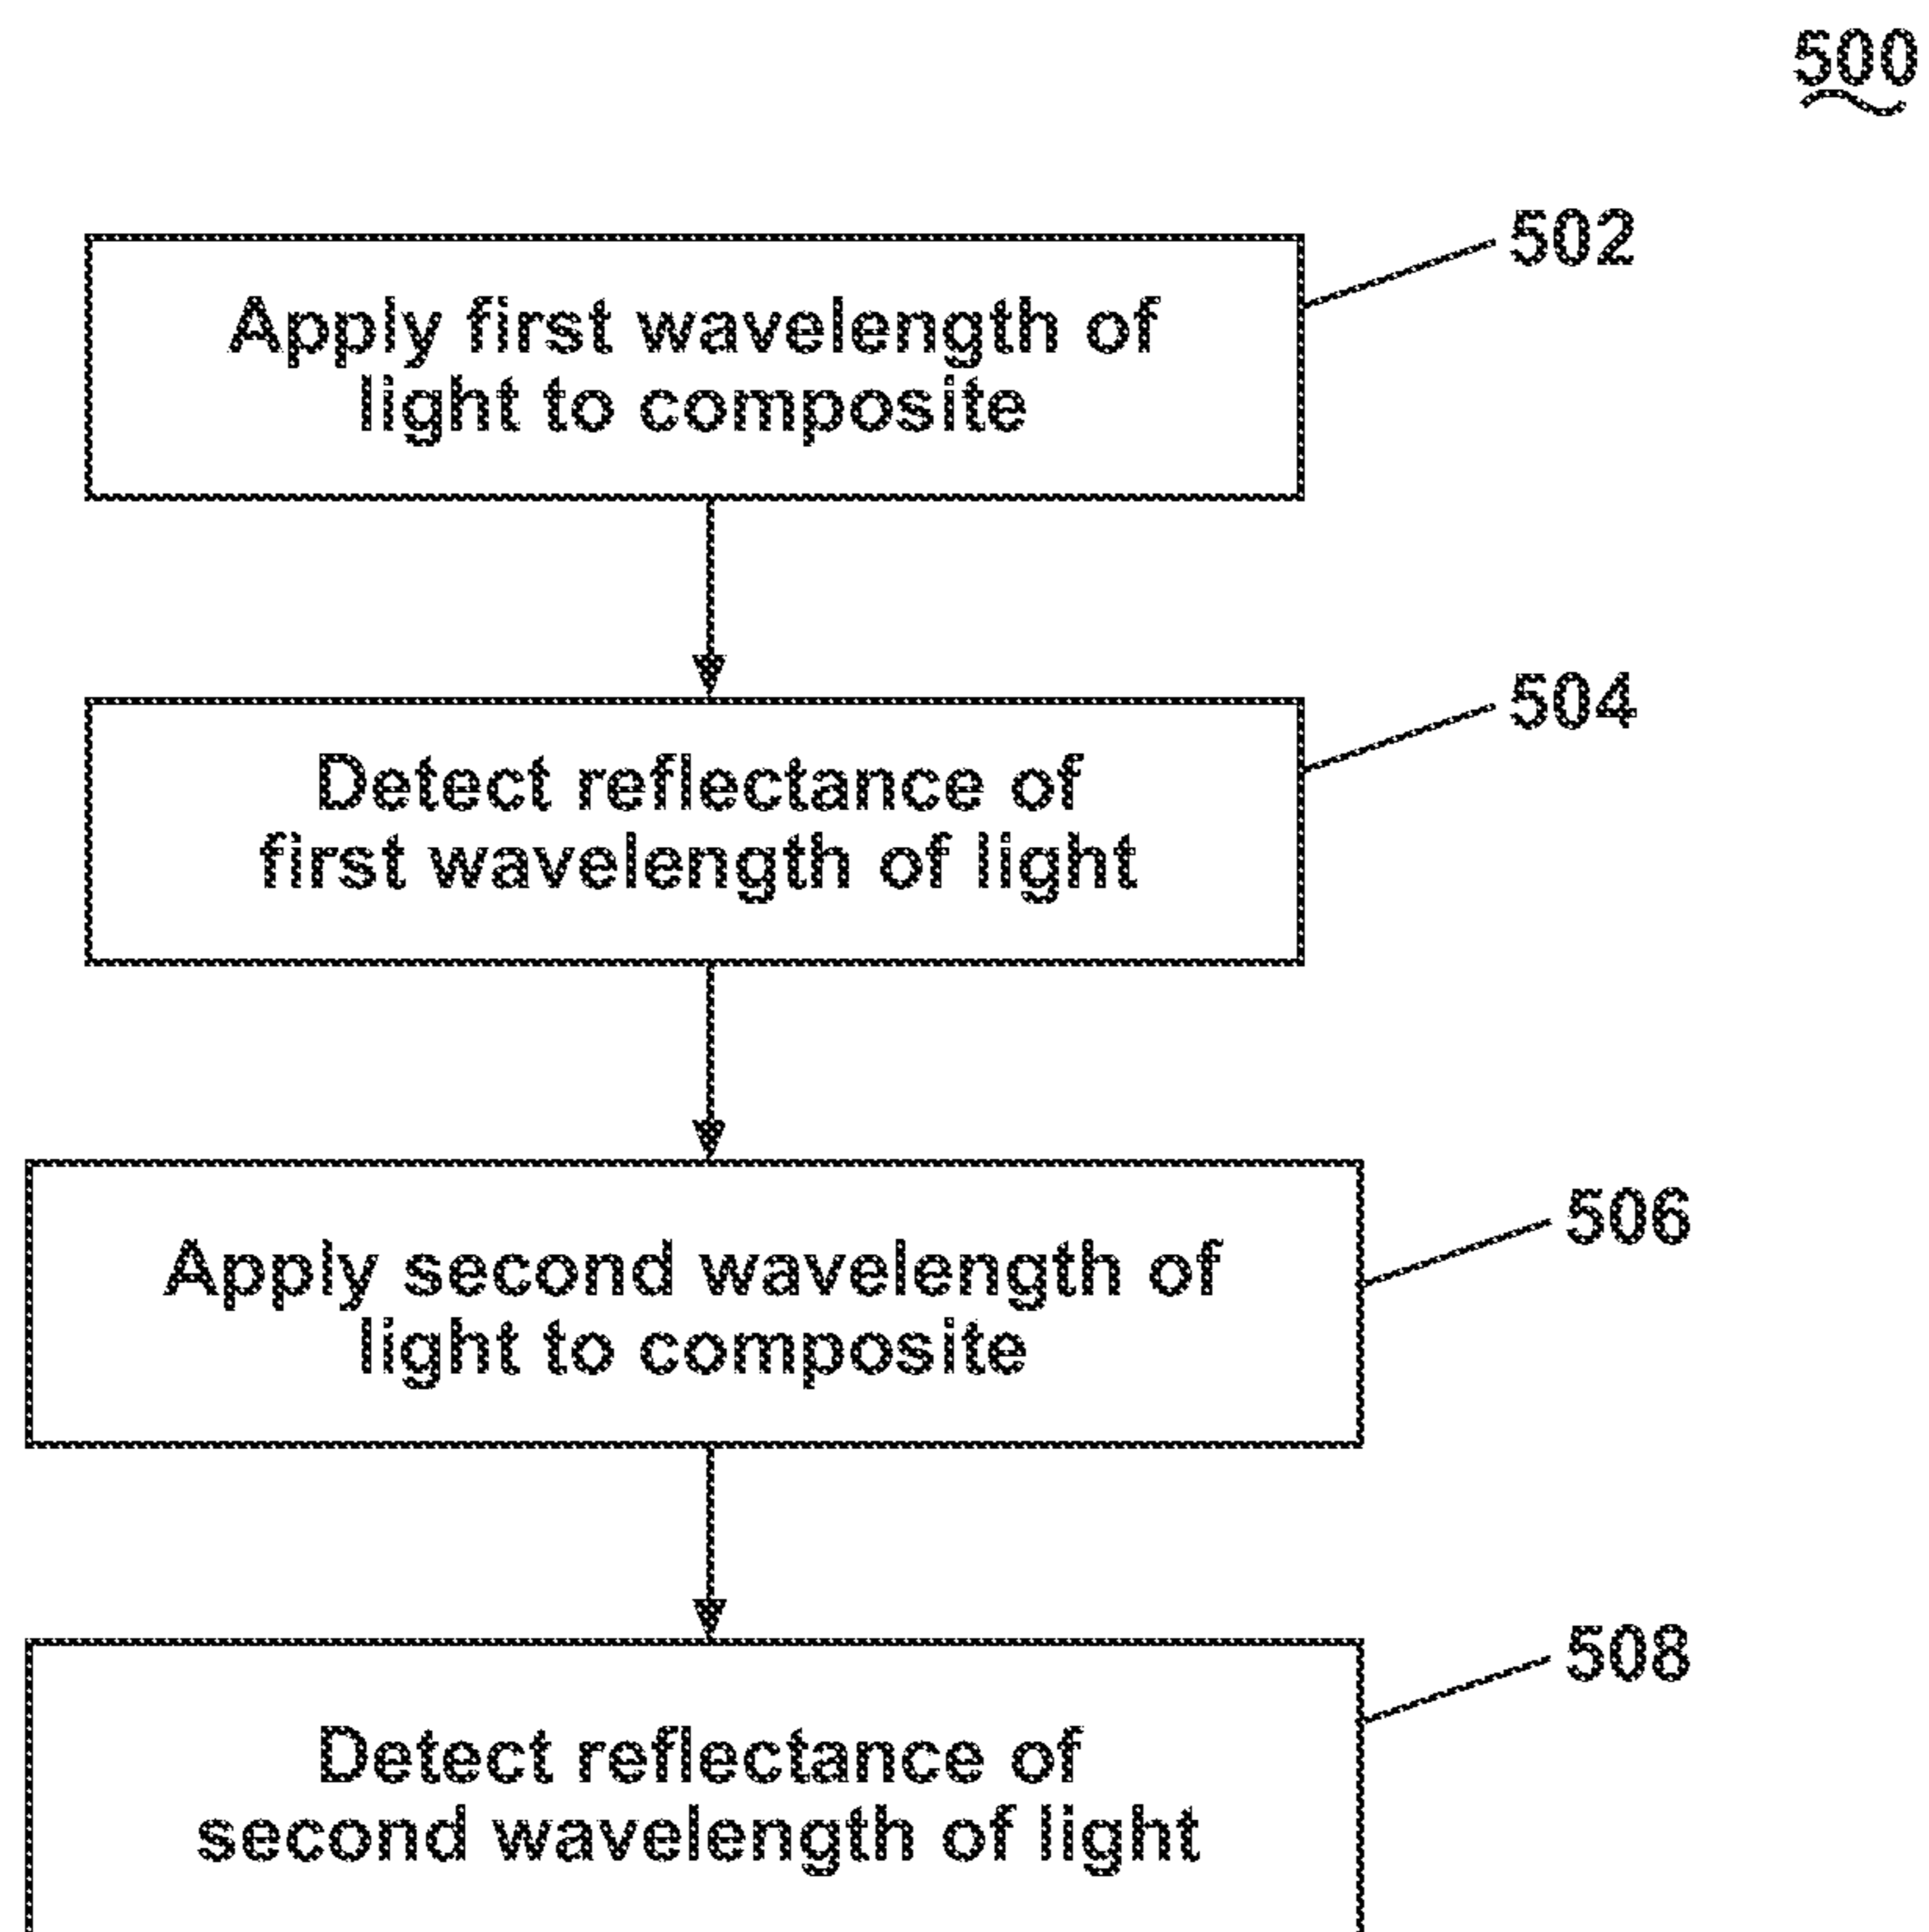 500
502
Apply first wavelength of
light to composite
504
Detect reflectance of
first wavelength of light
506
Apply second wavelength of
light to composite
508
Detect reflectance of
second wavelength of light